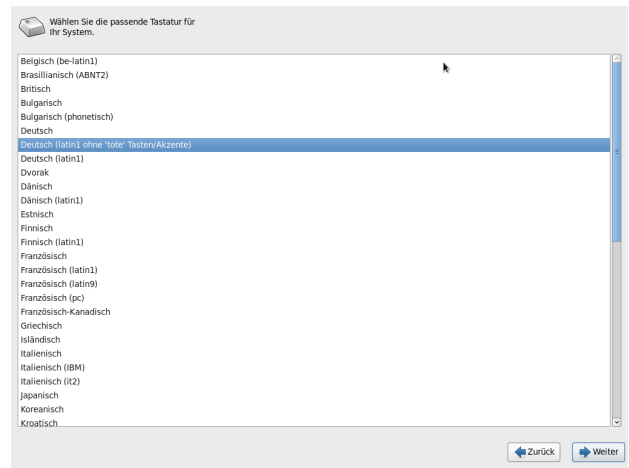 Wählen Sie die passende Tastatur für
Ihr System.
Belgisch (be-latin1)
Brasillianisch (ABNT2)
Britisch
Bulgarisch
Bulgarisch (phonetisch)
Deutsch
Deutsch (latin1 ohne 'tote' Tasten/Akzente)
Deutsch (latin1)
Dvorak
Dänisch
Dänisch (latin1)
Estnisch
Finnisch
Finnisch (latin1)
Französisch
Französisch (latin1)
Französisch (latin9)
Französisch (pc)
Französisch-Kanadisch
Griechisch
Isländisch
Italienisch
Italienisch (IBM)
Italienisch (it2)
Japanisch
Koreanisch
Kroatisch
Zurück
Weiter